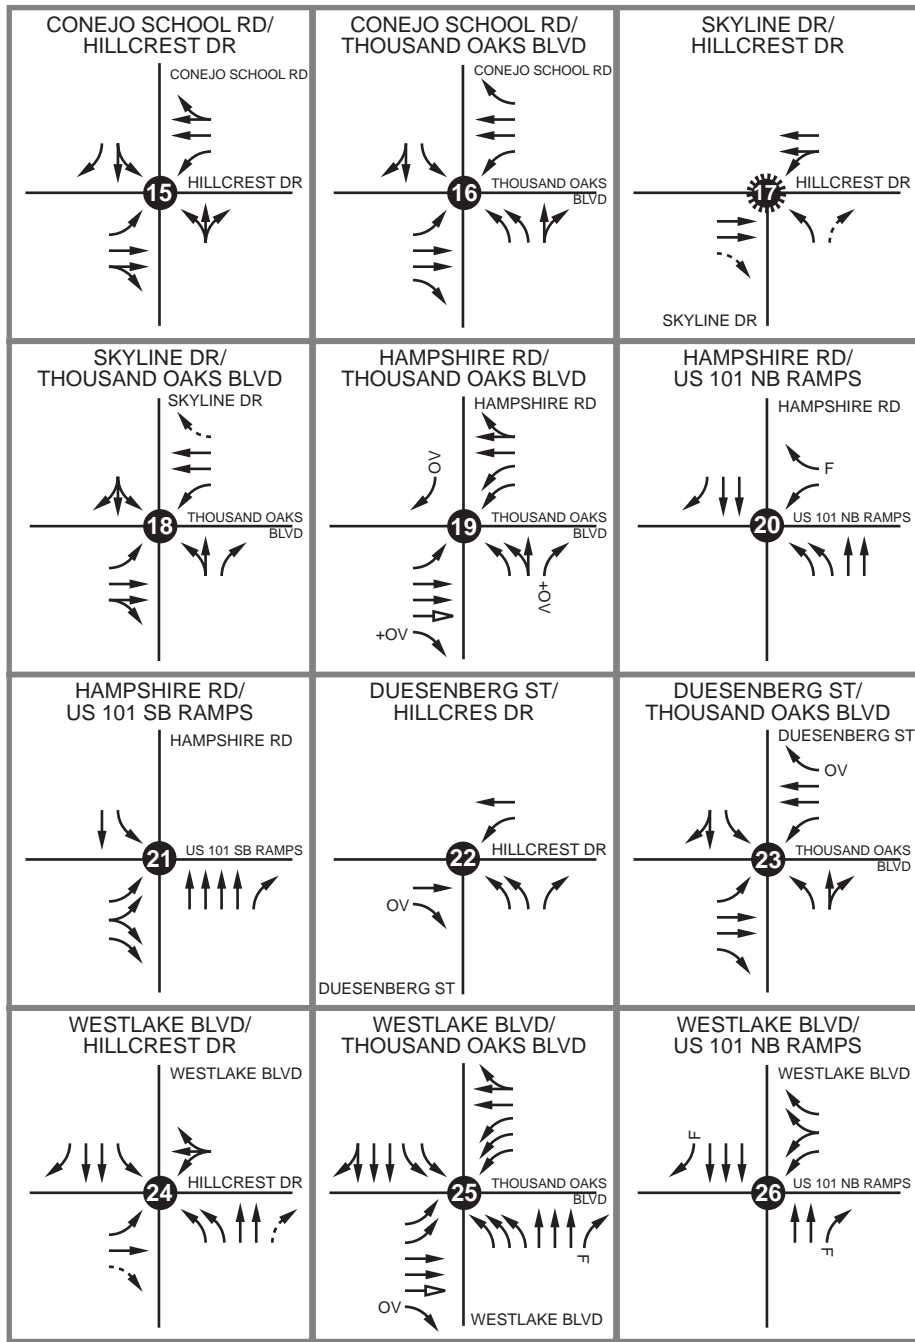 CONEJO SCHOOL RD/
HILLCREST DR
CONEJO SCHOOL RD
15
HILLCREST DR
CONEJO SCHOOL RD/
THOUSAND OAKS BLVD
CONEJO SCHOOL RD
16
THOUSAND OAKS
BLVD
SKYLINE DR/
HILLCREST DR
17
HILLCREST DR
SKYLINE DR
SKYLINE DR/
THOUSAND OAKS BLVD
SKYLINE DR
18
THOUSAND OAKS
BLVD
HAMPSHIRE RD/
THOUSAND OAKS BLVD
HAMPSHIRE RD
OV
19
THOUSAND OAKS
BLVD
+OV
+OV
HAMPSHIRE RD/
US 101 NB RAMPS
HAMPSHIRE RD
F
20
US 101 NB RAMPS
HAMPSHIRE RD/
US 101 SB RAMPS
HAMPSHIRE RD
21
US 101 SB RAMPS
DUESENBERG ST/
HILLCRES DR
22
HILLCREST DR
OV
DUESENBERG ST
DUESENBERG ST/
THOUSAND OAKS BLVD
DUESENBERG ST
OV
23
THOUSAND OAKS
BLVD
WESTLAKE BLVD/
HILLCREST DR
WESTLAKE BLVD
24
HILLCREST DR
WESTLAKE BLVD/
THOUSAND OAKS BLVD
25
THOUSAND OAKS
BLVD
F
OV
WESTLAKE BLVD
WESTLAKE BLVD/
US 101 NB RAMPS
WESTLAKE BLVD
F
26
US 101 NB RAMPS
F